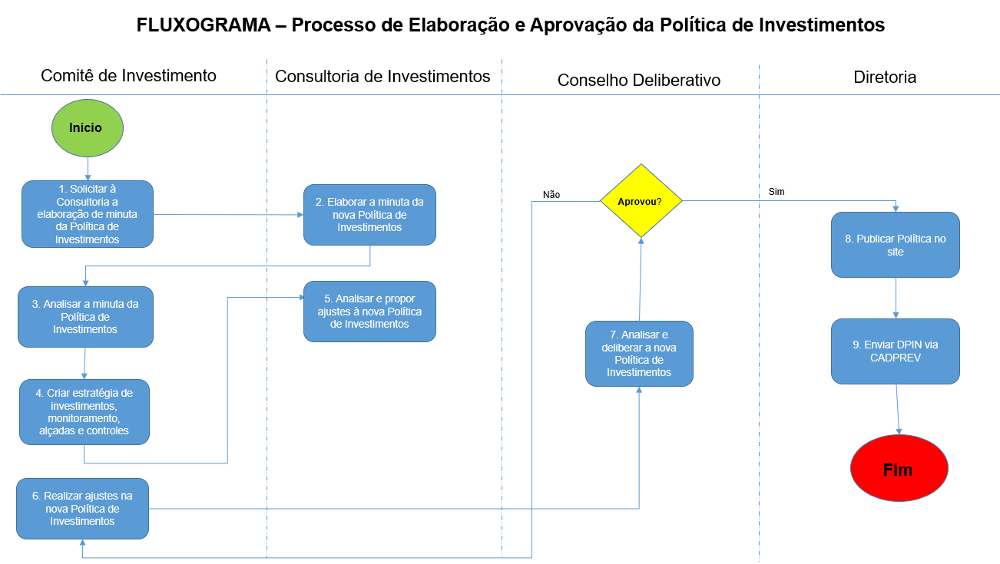 FLUXOGRAMA – Processo de Elaboração e Aprovação da Política de Investimentos
Comitê de Investimento
Consultoria de Investimentos
Conselho Deliberativo
Diretoria
Início
1. Solicitar à
Consultoria a
elaboração de minuta
da Política de
Investimentos
2. Elaborar a minuta da
nova Política de
Investimentos
3. Analisar a minuta da
Política de
Investimentos
4. Criar estratégia de
investimentos,
monitoramento,
alçadas e controles
5. Analisar e propor
ajustes à nova Política
de Investimentos
6. Realizar ajustes na
nova Política de
Investimentos
7. Analisar e
deliberar a nova
Política de
Investimentos
Não
Aprovou?
Sim
8. Publicar Política no
site
9. Enviar DPIN via
CADPREV
Fim